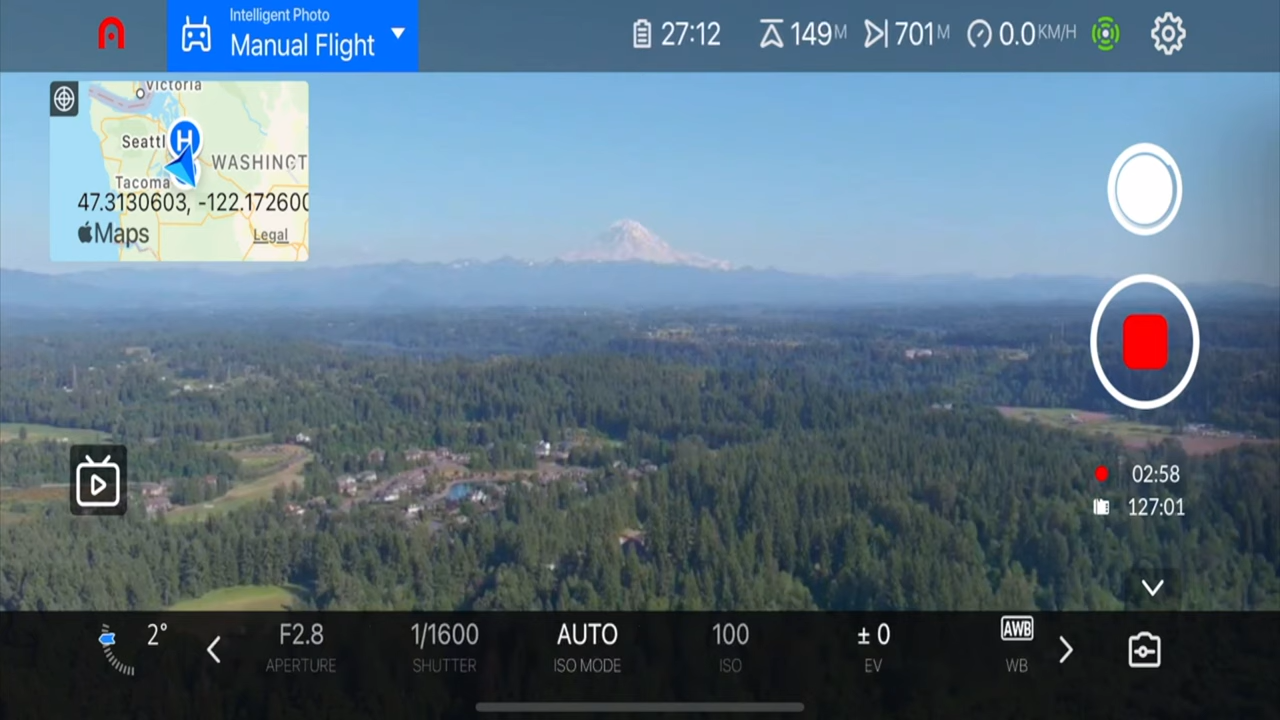 Intelligent Photo
Manual Flight
27:12
149M
701M
0.0KM/H
Victoria
Seattl
H
WASHINGT
Tacoma
47.3130603, -122.172600
Maps
Legal
02:58
127:01
2°
F2.8
APERTURE
1/1600
SHUTTER
AUTO
ISO MODE
100
ISO
± 0
EV
AWB
WB